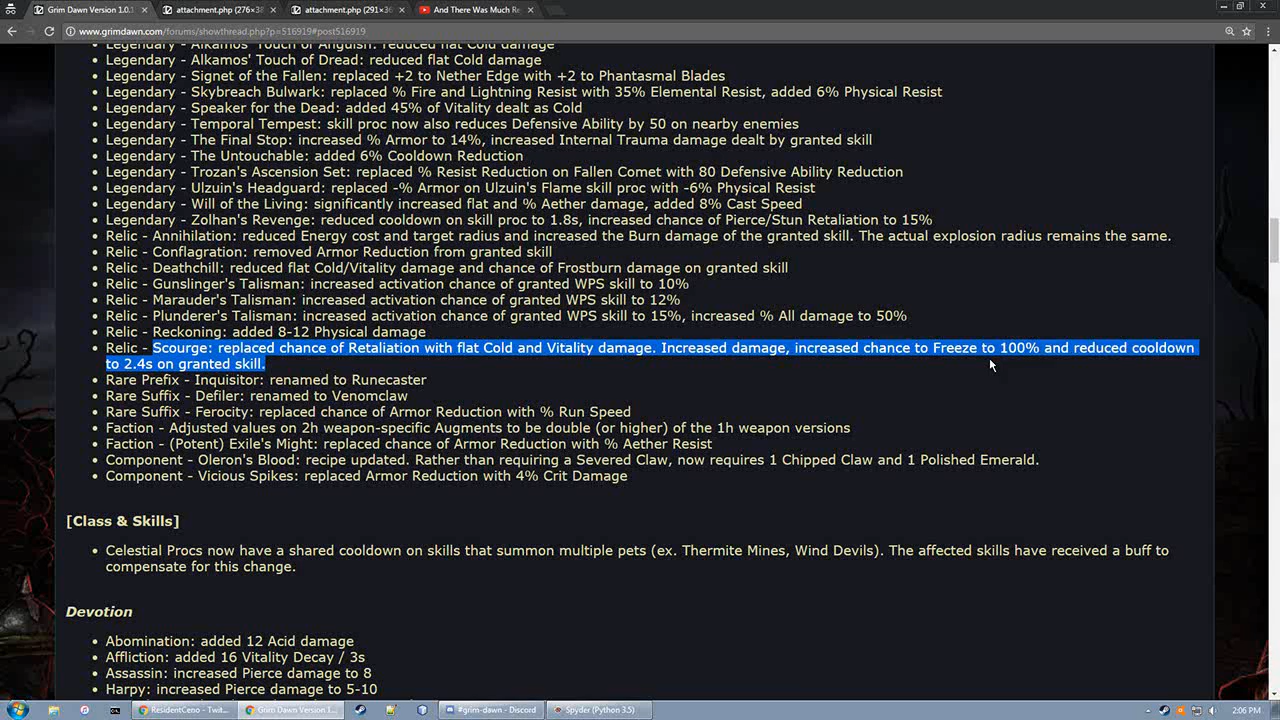 Grim Dawn Version 1.0.1
attachment.php (276×38
attachment.php (291×36
And There Was Much Re
www.grimdawn.com/forums/showthread.php?p=516919#post516919
Legendary - Alkamos' Touch of Anguish: reduced flat Cold damage
Legendary - Alkamos' Touch of Dread: reduced flat Cold damage
Legendary - Signet of the Fallen: replaced +2 to Nether Edge with +2 to Phantasmal Blades
Legendary - Skybreach Bulwark: replaced % Fire and Lightning Resist with 35% Elemental Resist, added 6% Physical Resist
Legendary - Speaker for the Dead: added 45% of Vitality dealt as Cold
Legendary - Temporal Tempest: skill proc now also reduces Defensive Ability by 50 on nearby enemies
Legendary - The Final Stop: increased % Armor to 14%, increased Internal Trauma damage dealt by granted skill
Legendary - The Untouchable: added 6% Cooldown Reduction
Legendary - Trozan's Ascension Set: replaced % Resist Reduction on Fallen Comet with 80 Defensive Ability Reduction
Legendary - Ulzuin's Headguard: replaced -% Armor on Ulzuin's Flame skill proc with -6% Physical Resist
Legendary - Will of the Living: significantly increased flat and % Aether damage, added 8% Cast Speed
Legendary - Zolhan's Revenge: reduced cooldown on skill proc to 1.8s, increased chance of Pierce/Stun Retaliation to 15%
Relic - Annihilation: reduced Energy cost and target radius and increased the Burn damage of the granted skill. The actual explosion radius remains the same.
Relic - Conflagration: removed Armor Reduction from granted skill
Relic - Deathchill: reduced flat Cold/Vitality damage and chance of Frostburn damage on granted skill
Relic - Gunslinger's Talisman: increased activation chance of granted WPS skill to 10%
Relic - Marauder's Talisman: increased activation chance of granted WPS skill to 12%
Relic - Plunderer's Talisman: increased activation chance of granted WPS skill to 15%, increased % All damage to 50%
Relic - Reckoning: added 8-12 Physical damage
Relic - Scourge: replaced chance of Retaliation with flat Cold and Vitality damage. Increased damage, increased chance to Freeze to 100% and reduced cooldown
to 2.4s on granted skill.
Rare Prefix - Inquisitor: renamed to Runecaster
Rare Suffix - Defiler: renamed to Venomclaw
Rare Suffix - Ferocity: replaced chance of Armor Reduction with % Run Speed
Faction - Adjusted values on 2h weapon-specific Augments to be double (or higher) of the 1h weapon versions
Faction - (Potent) Exile's Might: replaced chance of Armor Reduction with % Aether Resist
Component - Oleron's Blood: recipe updated. Rather than requiring a Severed Claw, now requires 1 Chipped Claw and 1 Polished Emerald.
Component - Vicious Spikes: replaced Armor Reduction with 4% Crit Damage
[Class & Skills]
Celestial Procs now have a shared cooldown on skills that summon multiple pets (ex. Thermite Mines, Wind Devils). The affected skills have received a buff to
compensate for this change.
Devotion
Abomination: added 12 Acid damage
Affliction: added 16 Vitality Decay / 3s
Assassin: increased Pierce damage to 8
Harpy: increased Pierce damage to 5-10
ResidentCeno - Twit...
Grim Dawn Version 1....
#grim-dawn - Discord
Spyder (Python 3.5)
2:06 PM